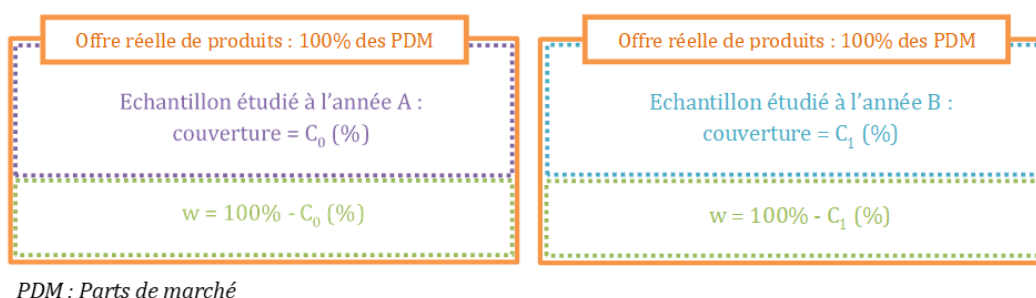 Offre réelle de produits : 100% des PDM
Echantillon étudié à l'année A :
couverture = C₀ (%)
w = 100% - C₀ (%)
Offre réelle de produits : 100% des PDM
Echantillon étudié à l'année B :
couverture = C₁ (%)
w = 100% - C₁ (%)
PDM : Parts de marché